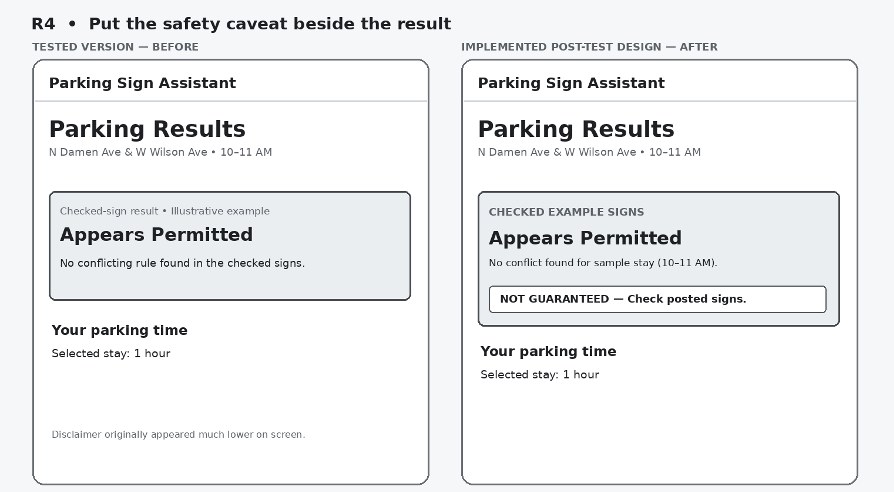 R4 • Put the safety caveat beside the result
TESTED VERSION — BEFORE
Parking Sign Assistant
Parking Results
N Damen Ave & W Wilson Ave • 10–11 AM
Checked-sign result • Illustrative example
Appears Permitted
No conflicting rule found in the checked signs.
Your parking time
Selected stay: 1 hour
Disclaimer originally appeared much lower on screen.
IMPLEMENTED POST-TEST DESIGN — AFTER
Parking Sign Assistant
Parking Results
N Damen Ave & W Wilson Ave • 10–11 AM
CHECKED EXAMPLE SIGNS
Appears Permitted
No conflict found for sample stay (10–11 AM).
NOT GUARANTEED — Check posted signs.
Your parking time
Selected stay: 1 hour